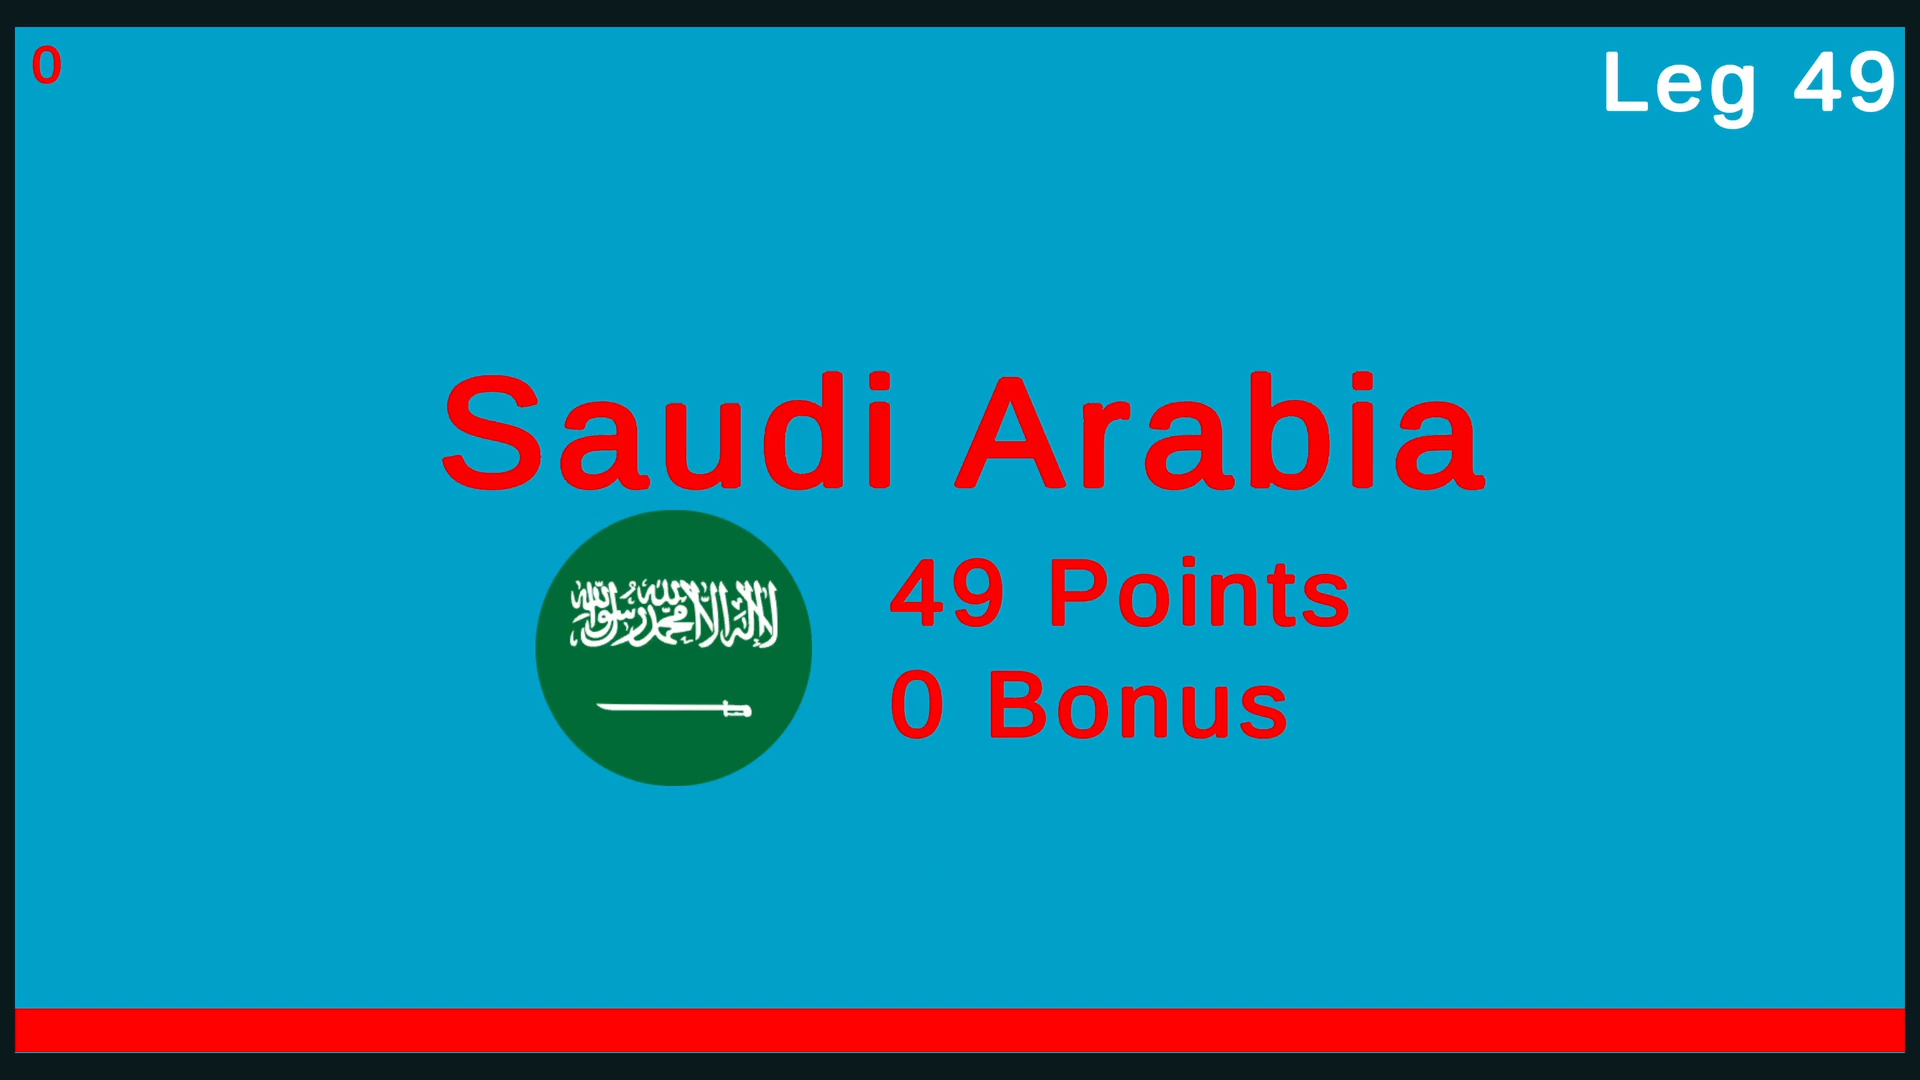 0
Leg 49
Saudi Arabia
لا إله إلا الله محمد رسول الله
49 Points
0 Bonus